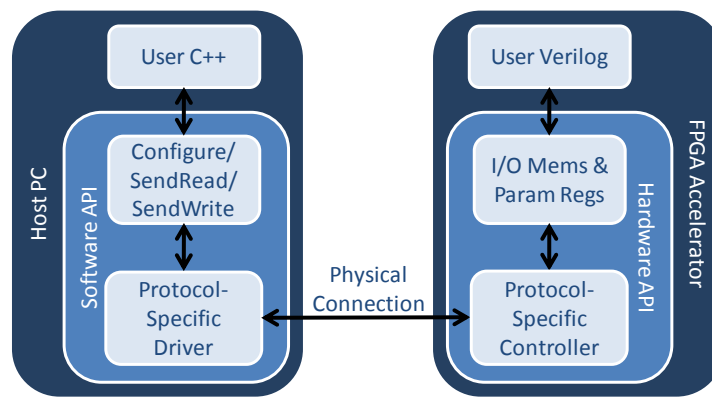 Host PC
Software API
User C++
Configure/
SendRead/
SendWrite
Protocol-
Specific
Driver
Physical
Connection
User Verilog
I/O Mems &
Param Regs
Protocol-
Specific
Controller
Hardware API
FPGA Accelerator